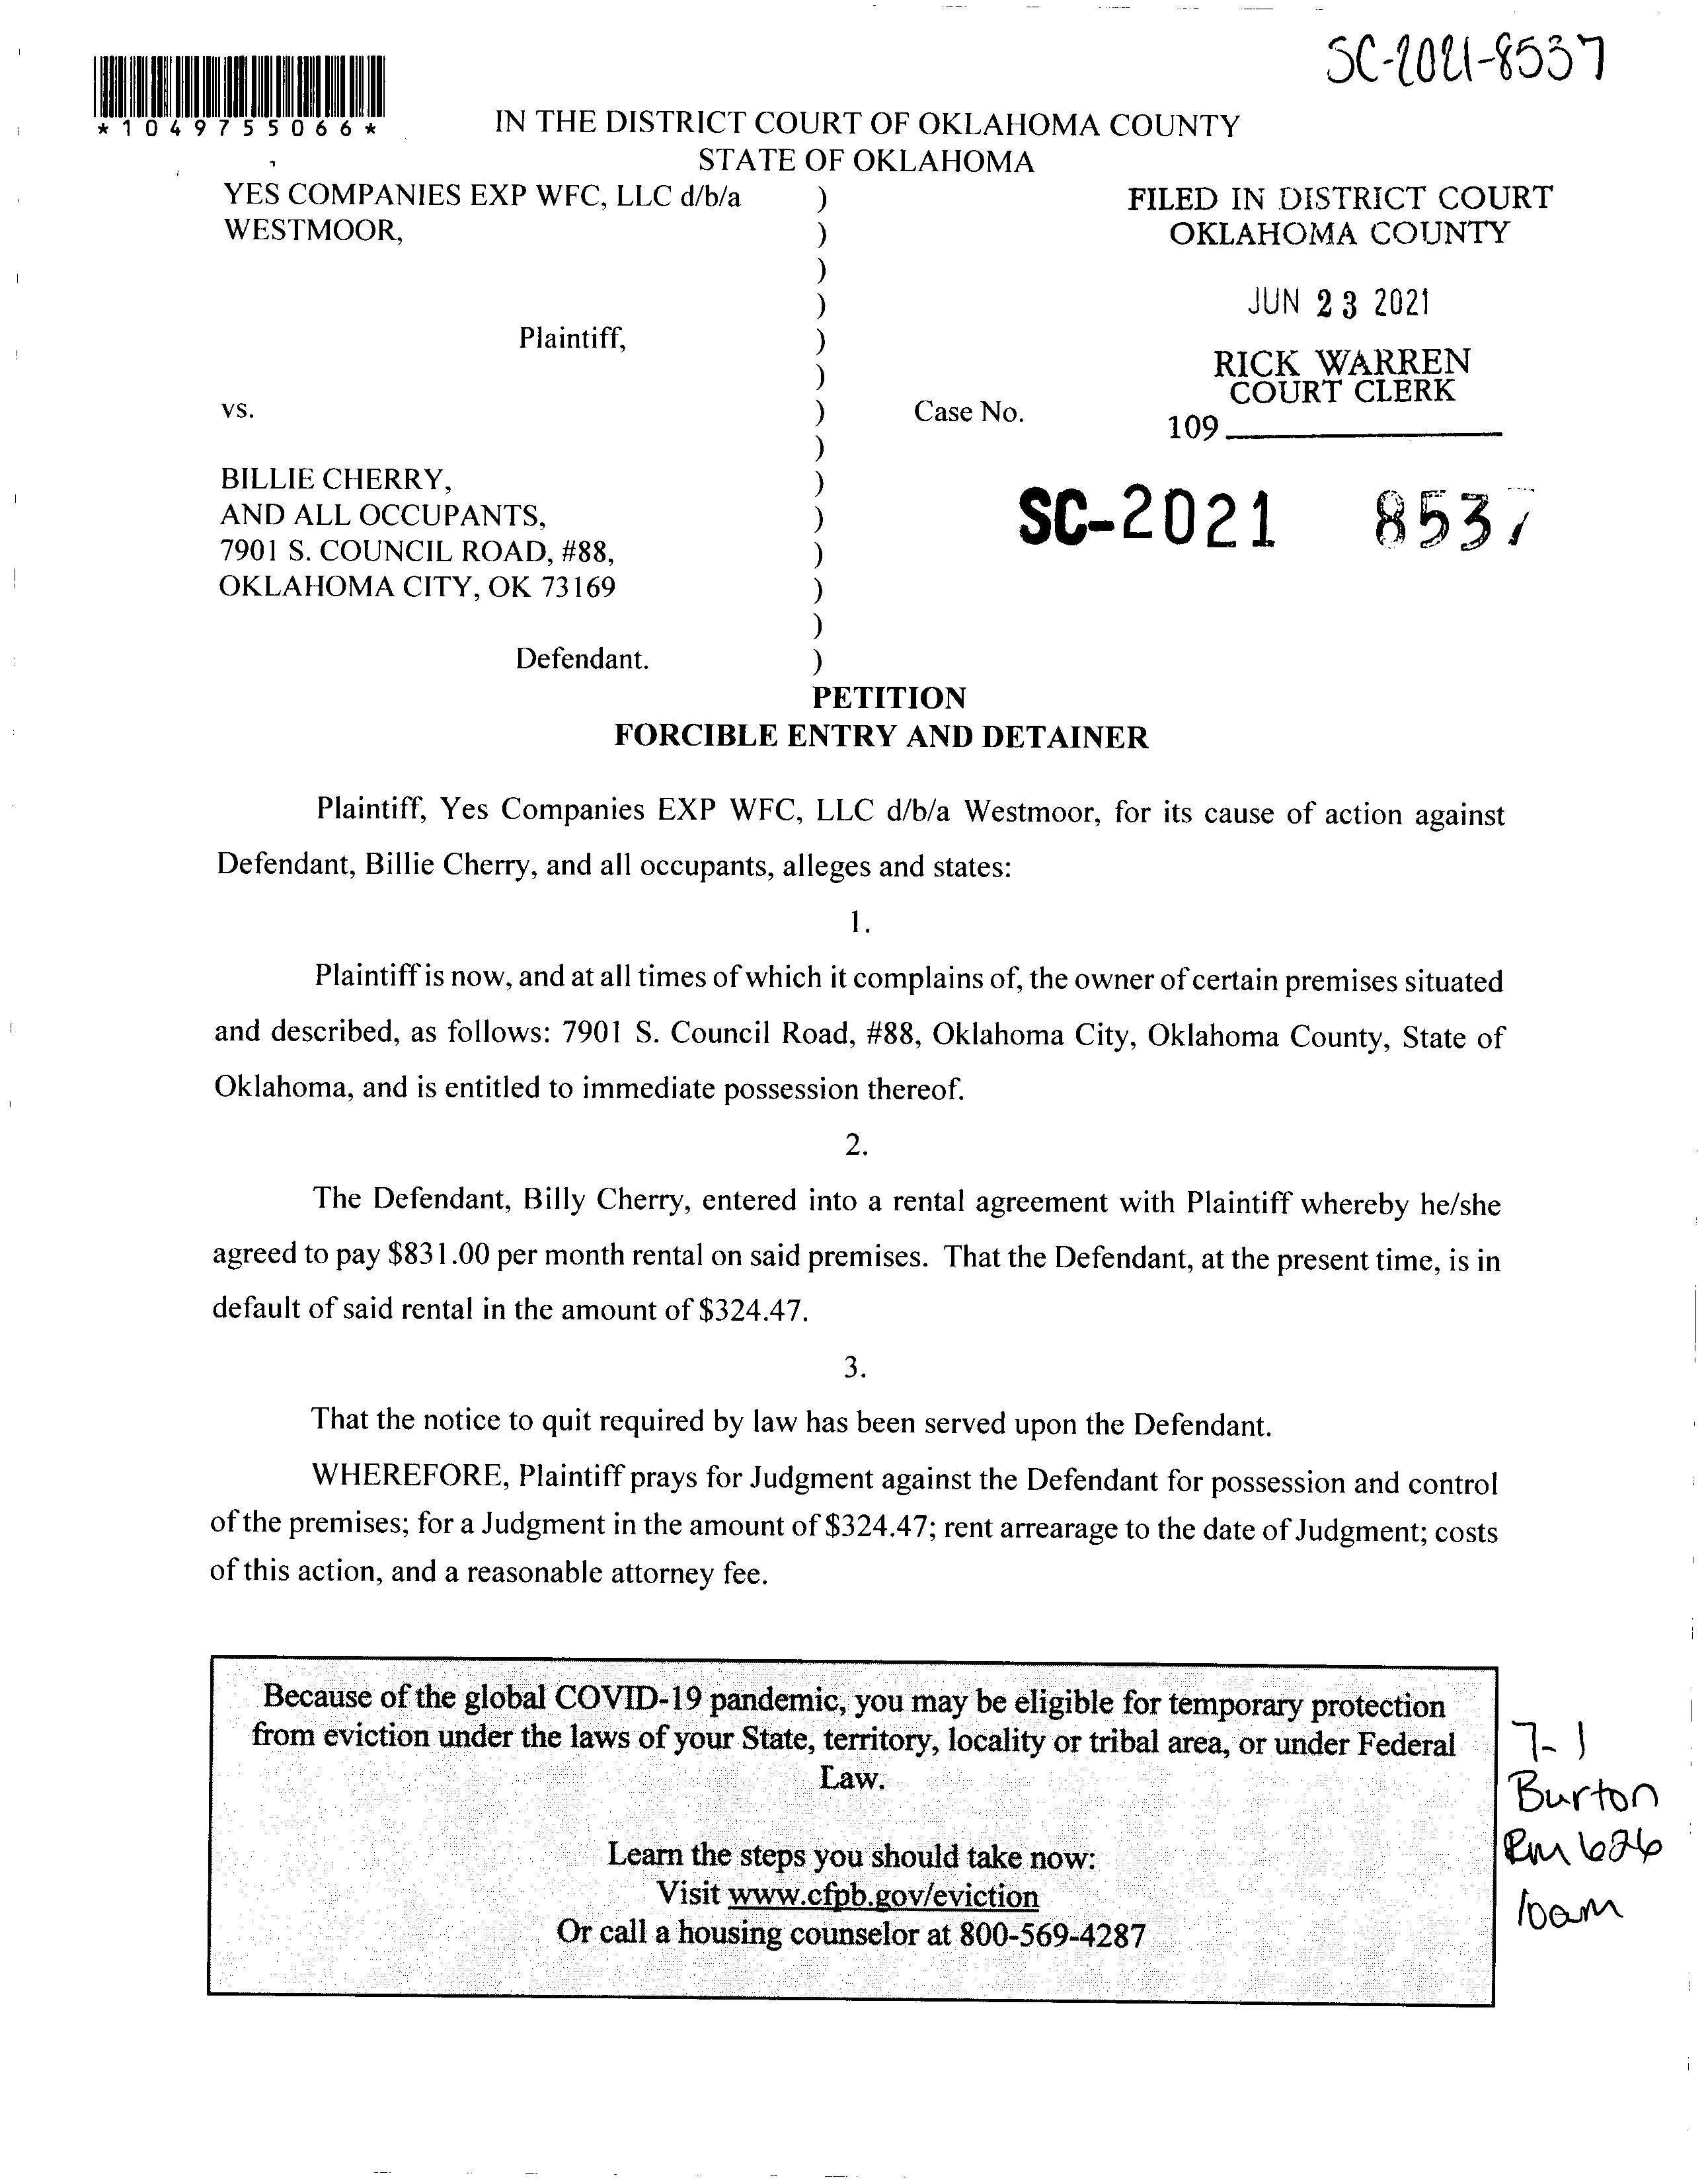 SC-2021-8537
*1049755066*
IN THE DISTRICT COURT OF OKLAHOMA COUNTY
STATE OF OKLAHOMA
YES COMPANIES EXP WFC, LLC d/b/a )
WESTMOOR, )
)
)
Plaintiff, )
)
vs. ) Case No.
)
BILLIE CHERRY, )
AND ALL OCCUPANTS, )
7901 S. COUNCIL ROAD, #88, )
OKLAHOMA CITY, OK 73169 )
)
Defendant. )
FILED IN DISTRICT COURT
OKLAHOMA COUNTY
JUN 23 2021
RICK WARREN
COURT CLERK
109
SC-2021 8537
PETITION
FORCIBLE ENTRY AND DETAINER
Plaintiff, Yes Companies EXP WFC, LLC d/b/a Westmoor, for its cause of action against
Defendant, Billie Cherry, and all occupants, alleges and states:
1.
Plaintiff is now, and at all times of which it complains of, the owner of certain premises situated
and described, as follows: 7901 S. Council Road, #88, Oklahoma City, Oklahoma County, State of
Oklahoma, and is entitled to immediate possession thereof.
2.
The Defendant, Billy Cherry, entered into a rental agreement with Plaintiff whereby he/she
agreed to pay $831.00 per month rental on said premises. That the Defendant, at the present time, is in
default of said rental in the amount of $324.47.
3.
That the notice to quit required by law has been served upon the Defendant.
WHEREFORE, Plaintiff prays for Judgment against the Defendant for possession and control
of the premises; for a Judgment in the amount of $324.47; rent arrearage to the date of Judgment; costs
of this action, and a reasonable attorney fee.
Because of the global COVID-19 pandemic, you may be eligible for temporary protection
from eviction under the laws of your State, territory, locality or tribal area, or under Federal
Law.
Learn the steps you should take now:
Visit www.cfpb.gov/eviction
Or call a housing counselor at 800-569-4287
7-1
Burton
Rm 626
10am